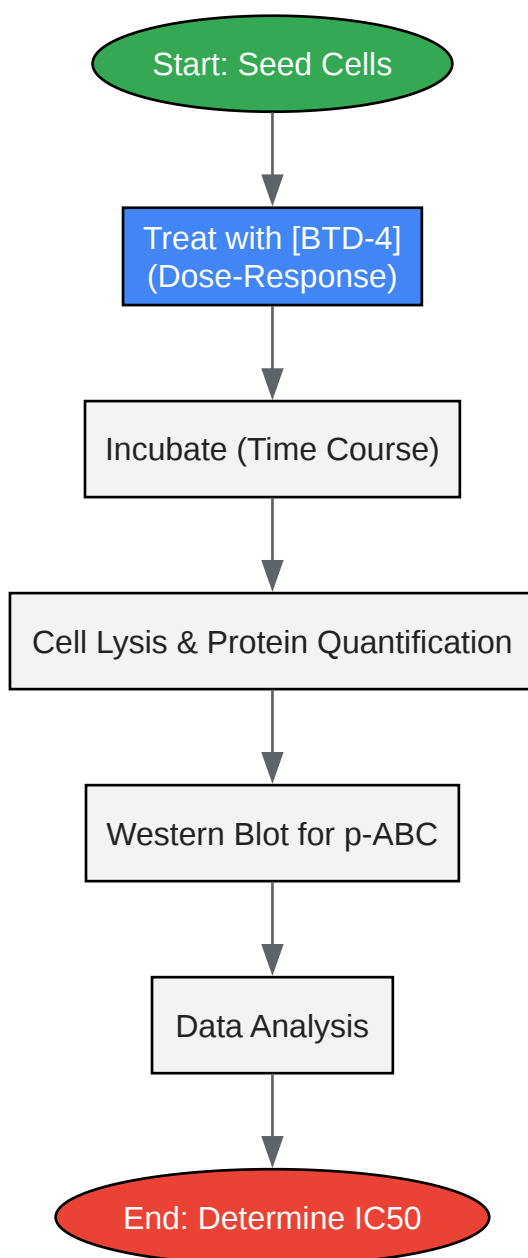 Start: Seed Cells
Treat with [BTD-4]
(Dose-Response)
Incubate (Time Course)
Cell Lysis & Protein Quantification
Western Blot for p-ABC
Data Analysis
End: Determine IC50